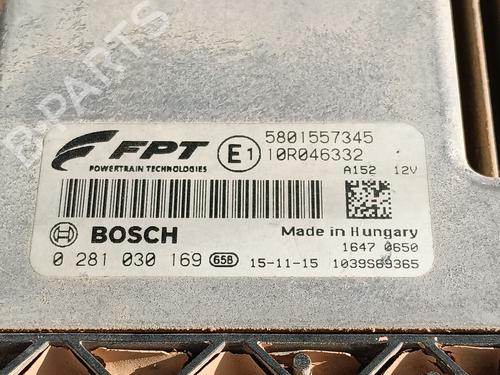 FPT
POWERTRAIN TECHNOLOGIES
E1
5801557345
10R046332
A152 12V
BOSCH
Made in Hungary
1647 0650
0 281 030 169 658 15-11-15 1039S69365
B-PARTS